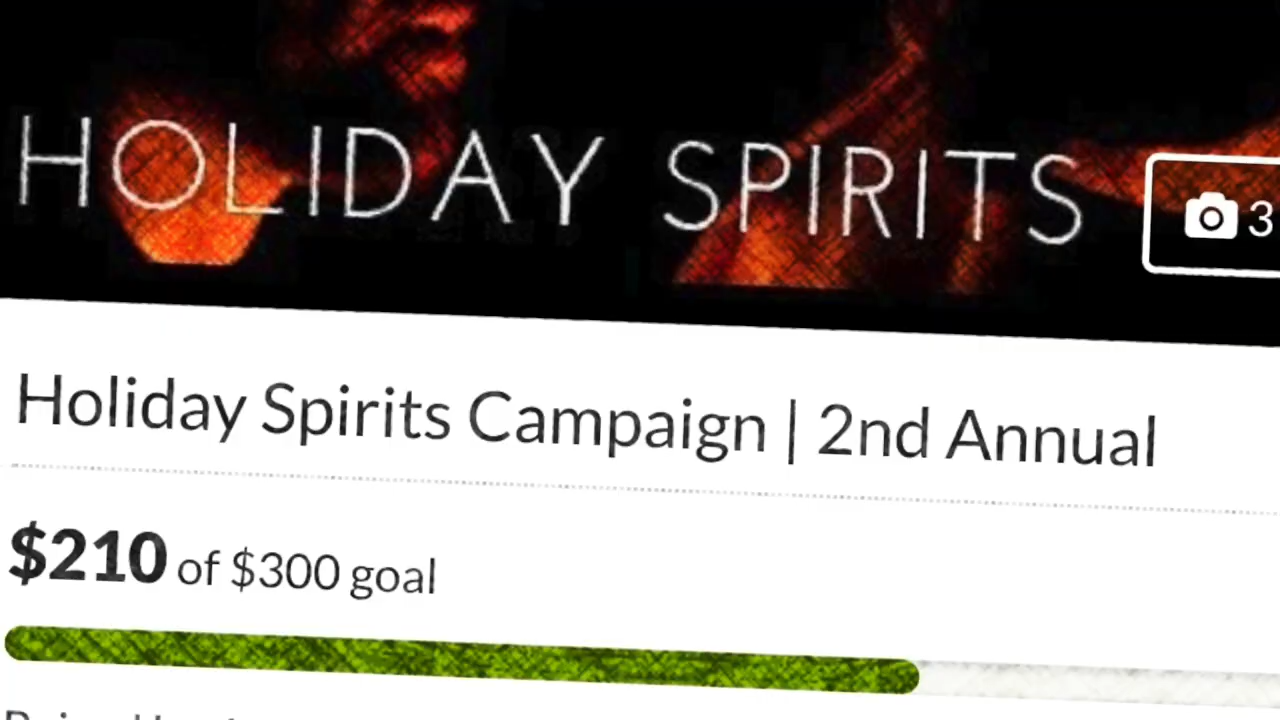 HOLIDAY SPIRITS
3
Holiday Spirits Campaign | 2nd Annual
$210 of $300 goal